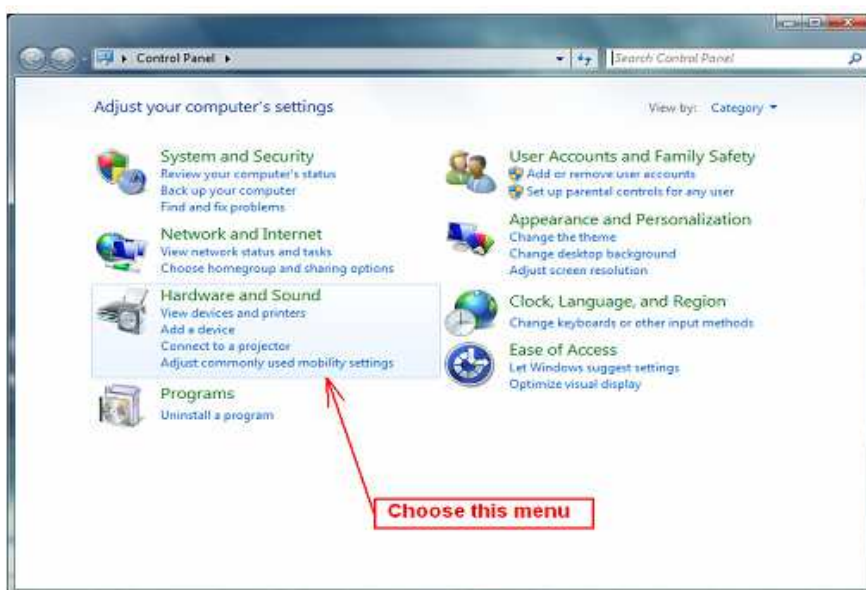 Control Panel
Search Control Panel
Adjust your computer's settings
View by: Category
System and Security
Review your computer's status
Back up your computer
Find and fix problems
Network and Internet
View network status and tasks
Choose homegroup and sharing options
Hardware and Sound
View devices and printers
Add a device
Connect to a projector
Adjust commonly used mobility settings
Programs
Uninstall a program
User Accounts and Family Safety
Add or remove user accounts
Set up parental controls for any user
Appearance and Personalization
Change the theme
Change desktop background
Adjust screen resolution
Clock, Language, and Region
Change keyboards or other input methods
Ease of Access
Let Windows suggest settings
Optimize visual display
Choose this menu